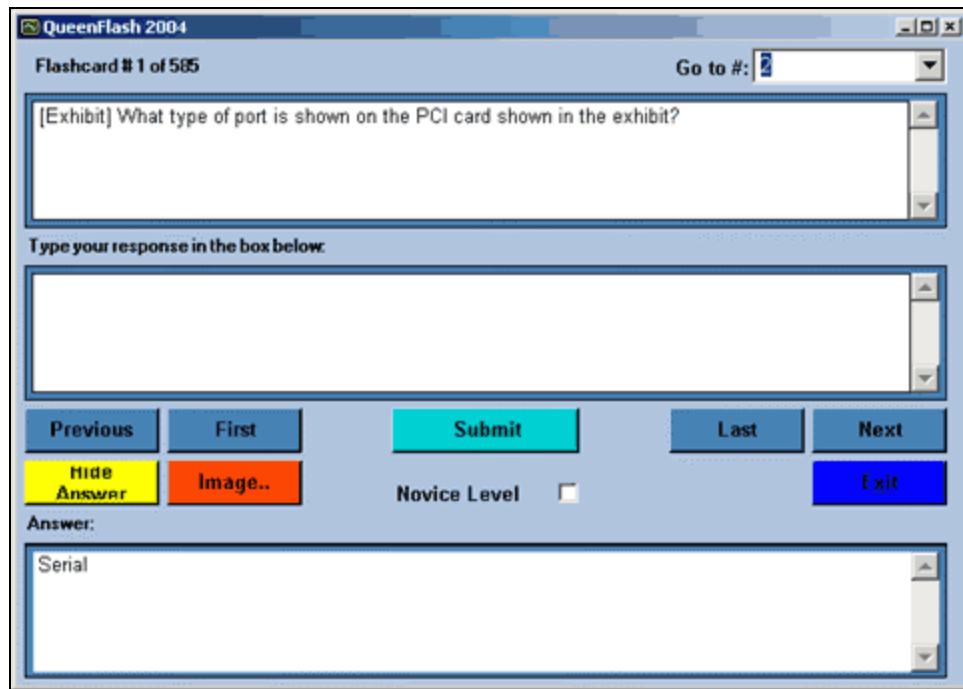 QueenFlash 2004
Flashcard # 1 of 585
Go to #: 2
[Exhibit] What type of port is shown on the PCI card shown in the exhibit?
Type your response in the box below:
Previous
First
Submit
Last
Next
Hide
Answer
Image..
Novice Level
Exit
Answer:
Serial